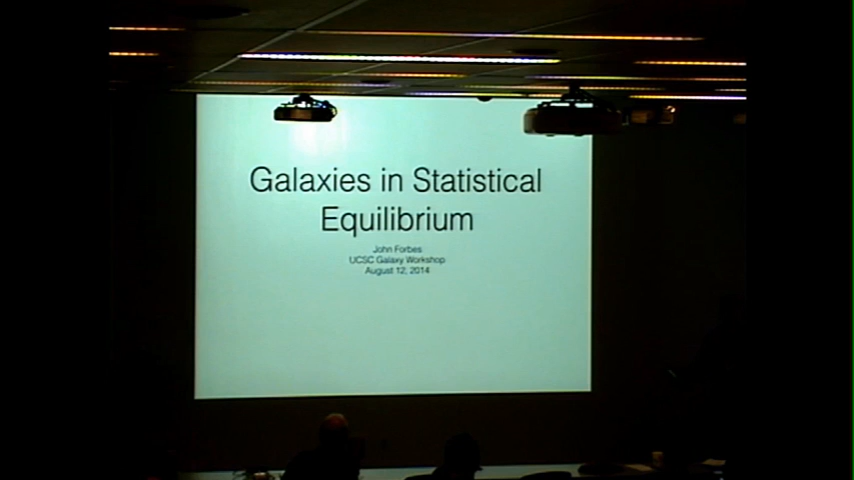 Galaxies in Statistical
Equilibrium
John Forbes
UCSC Galaxy Workshop
August 12, 2014